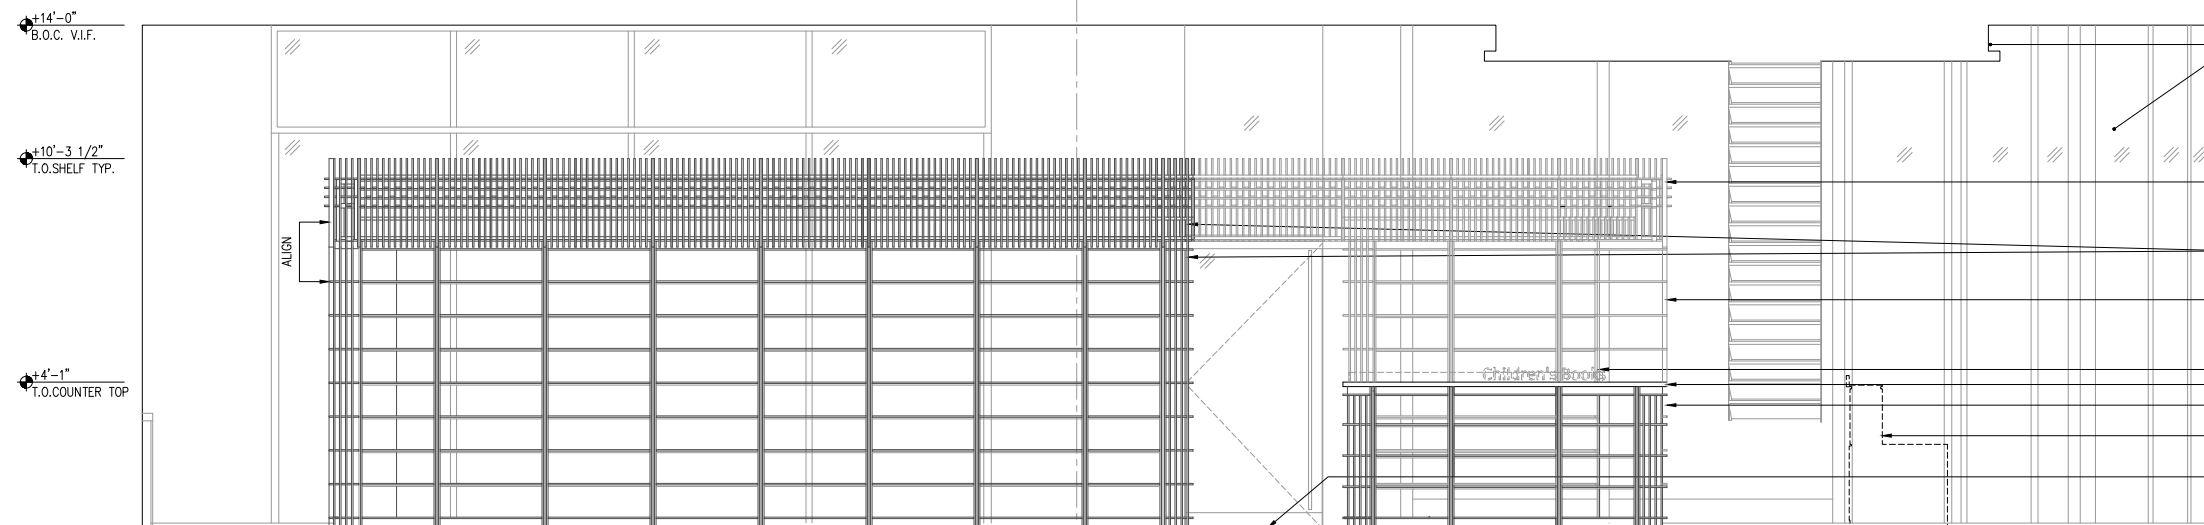 +14'-0"
B.O.C. V.I.F.
+10'-3 1/2"
T.O.SHELF TYP.
ALIGN
+4'-1"
T.O.COUNTER TOP
Children's Books